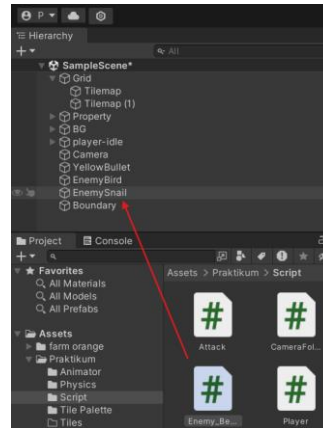 P
Hierarchy
All
SampleScene*
Grid
Tilemap
Tilemap (1)
Property
BG
player-idle
Camera
YellowBullet
EnemyBird
EnemySnail
Boundary
Project Console
Favorites
All Materials
All Models
All Prefabs
Assets
farm orange
Praktikum
Animator
Physics
Script
Tile Palette
Tiles
Assets > Praktikum > Script
Attack
CameraFol...
Enemy_Be...
Player